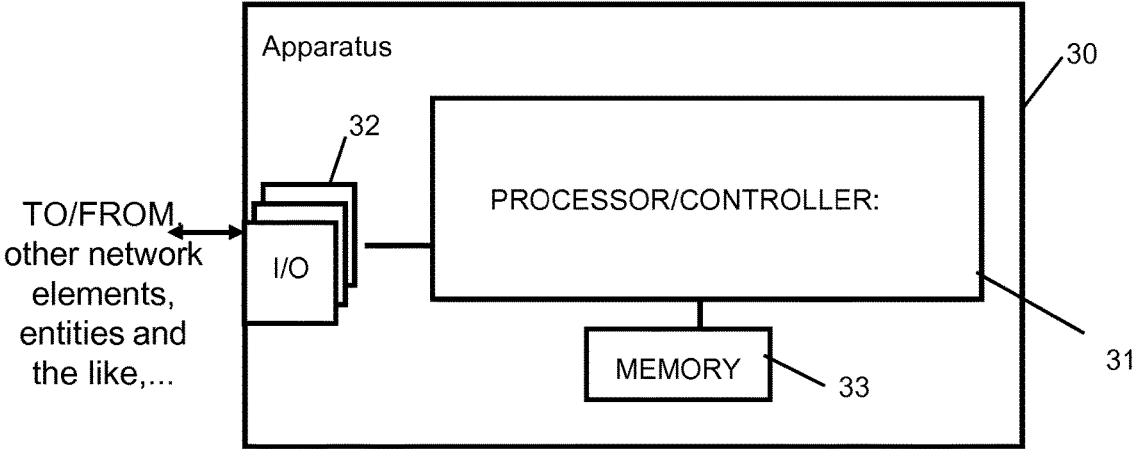 Apparatus
30
32
PROCESSOR/CONTROLLER:
TO/FROM
other network
elements,
entities and
the like,...
I/O
31
MEMORY
33